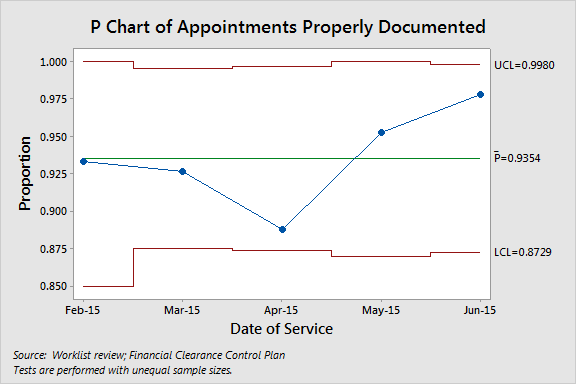 P Chart of Appointments Properly Documented
1.000
0.975
0.950
0.925
0.900
0.875
0.850
Proportion
UCL=0.9980
P̅=0.9354
LCL=0.8729
Feb-15 Mar-15 Apr-15 May-15 Jun-15
Date of Service
Source: Worklist review; Financial Clearance Control Plan
Tests are performed with unequal sample sizes.